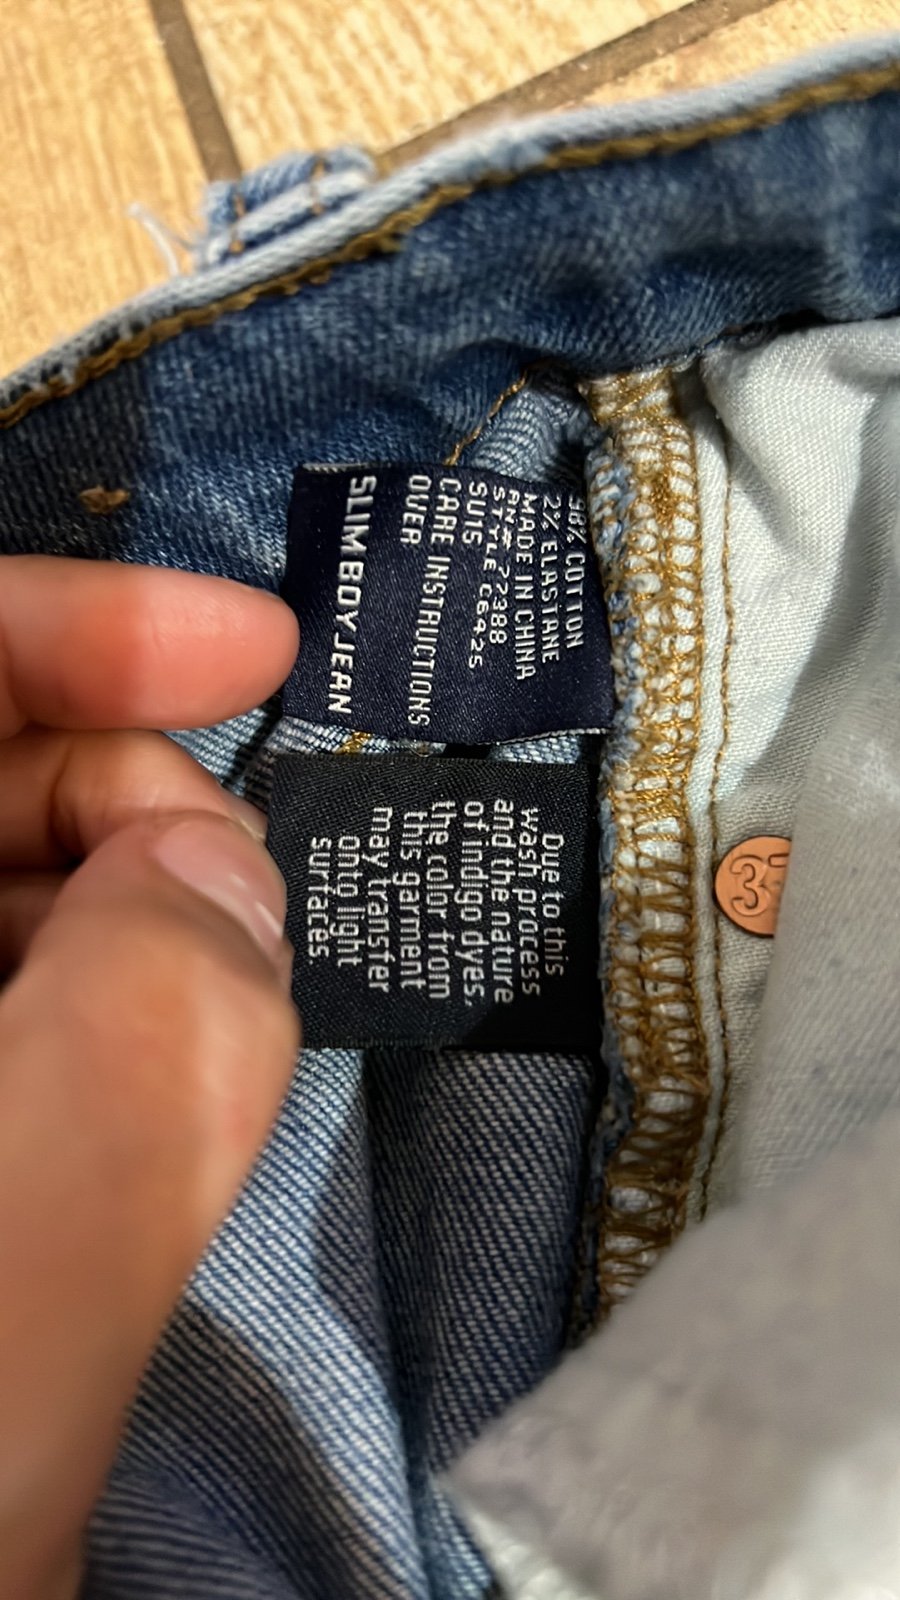 98% COTTON
2% ELASTANE
MADE IN CHINA
RN# 77388
STYLE C6425
SU15
CARE INSTRUCTIONS
OVER
SLIM BOY JEAN
Due to this
wash process
and the nature
of indigo dyes,
the color from
this garment
may transfer
onto light
surfaces
3